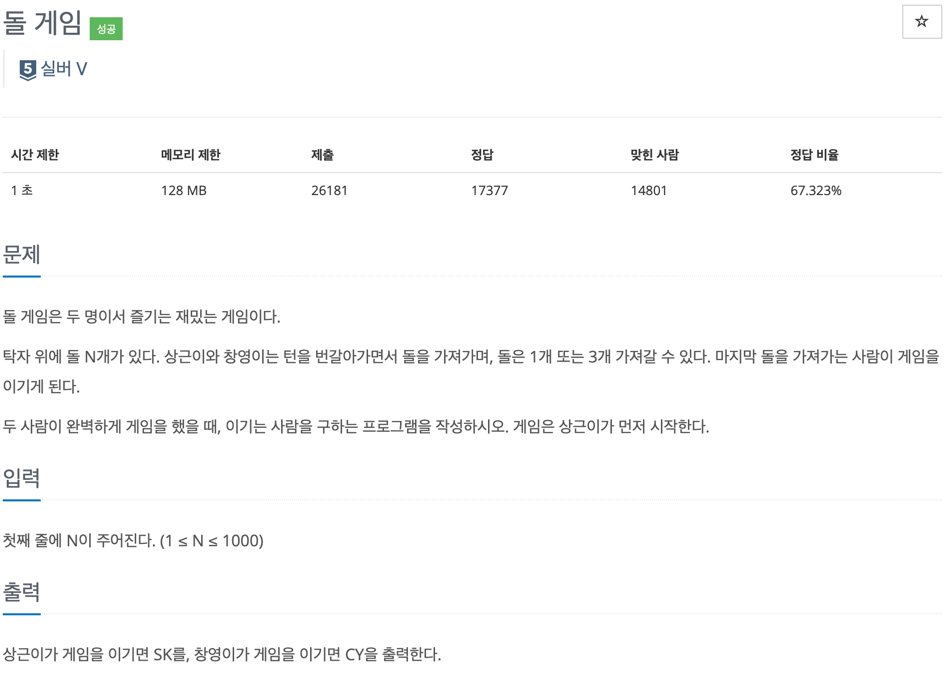 돌 게임 성공
5 실버 V
시간 제한 메모리 제한 제출 정답 맞힌 사람 정답 비율
1 초 128 MB 26181 17377 14801 67.323%
문제
돌 게임은 두 명이서 즐기는 재밌는 게임이다.
탁자 위에 돌 N개가 있다. 상근이와 창영이는 턴을 번갈아가면서 돌을 가져가며, 돌은 1개 또는 3개 가져갈 수 있다. 마지막 돌을 가져가는 사람이 게임을
이기게 된다.
두 사람이 완벽하게 게임을 했을 때, 이기는 사람을 구하는 프로그램을 작성하시오. 게임은 상근이가 먼저 시작한다.
입력
첫째 줄에 N이 주어진다. (1 ≤ N ≤ 1000)
출력
상근이가 게임을 이기면 SK를, 창영이가 게임을 이기면 CY을 출력한다.